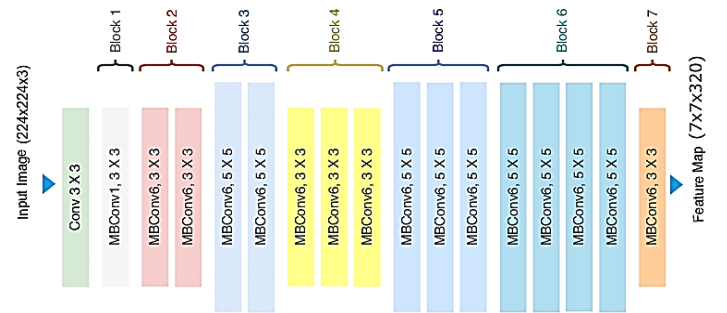 Block 1
Block 2
Block 3
Block 4
Block 5
Block 6
Block 7
Input Image (224x224x3)
Conv 3 X 3
MBConv1, 3 X 3
MBConv6, 3 X 3
MBConv6, 3 X 3
MBConv6, 5 X 5
MBConv6, 5 X 5
MBConv6, 3 X 3
MBConv6, 3 X 3
MBConv6, 3 X 3
MBConv6, 5 X 5
MBConv6, 5 X 5
MBConv6, 5 X 5
MBConv6, 5 X 5
MBConv6, 5 X 5
MBConv6, 5 X 5
MBConv6, 5 X 5
MBConv6, 3 X 3
Feature Map (7x7x320)